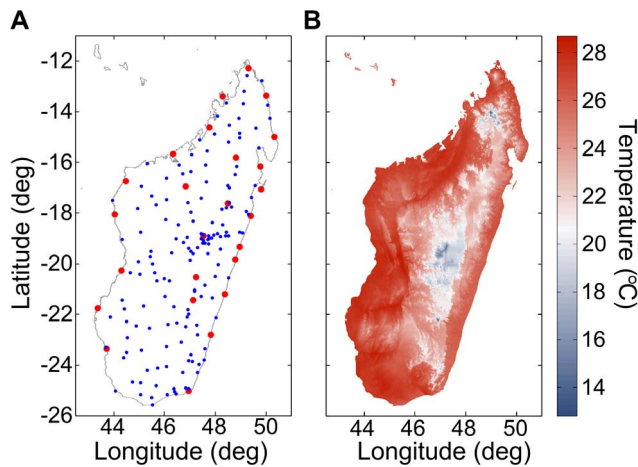 A
B
-12
-14
-16
-18
-20
-22
-24
-26
Latitude (deg)
44 46 48 50
Longitude (deg)
44 46 48 50
Longitude (deg)
28
26
24
22
20
18
16
14
Temperature (°C)